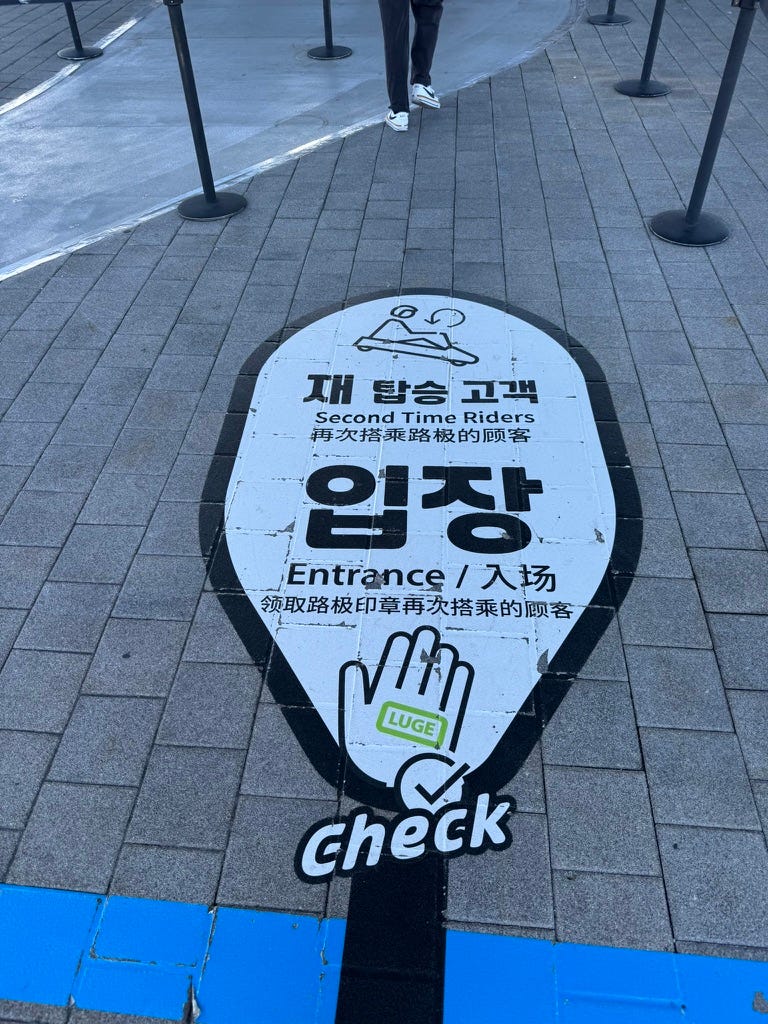 재 탑승 고객
Second Time Riders
再次搭乘路极的顾客
입장
Entrance / 入场
领取路极印章再次搭乘的顾客
LUGE
check